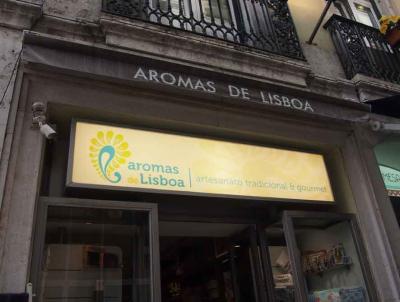 AROMAS DE LISBOA
aromas
de Lisboa
artesanato tradicional & gourmet